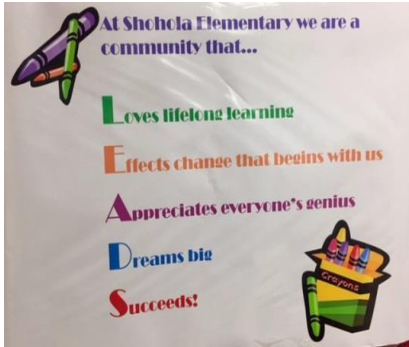 At Shohola Elementary we are a
community that...
Loves lifelong learning
Effects change that begins with us
Appreciates everyone's genius
Dreams big
Succeeds!
Crayons